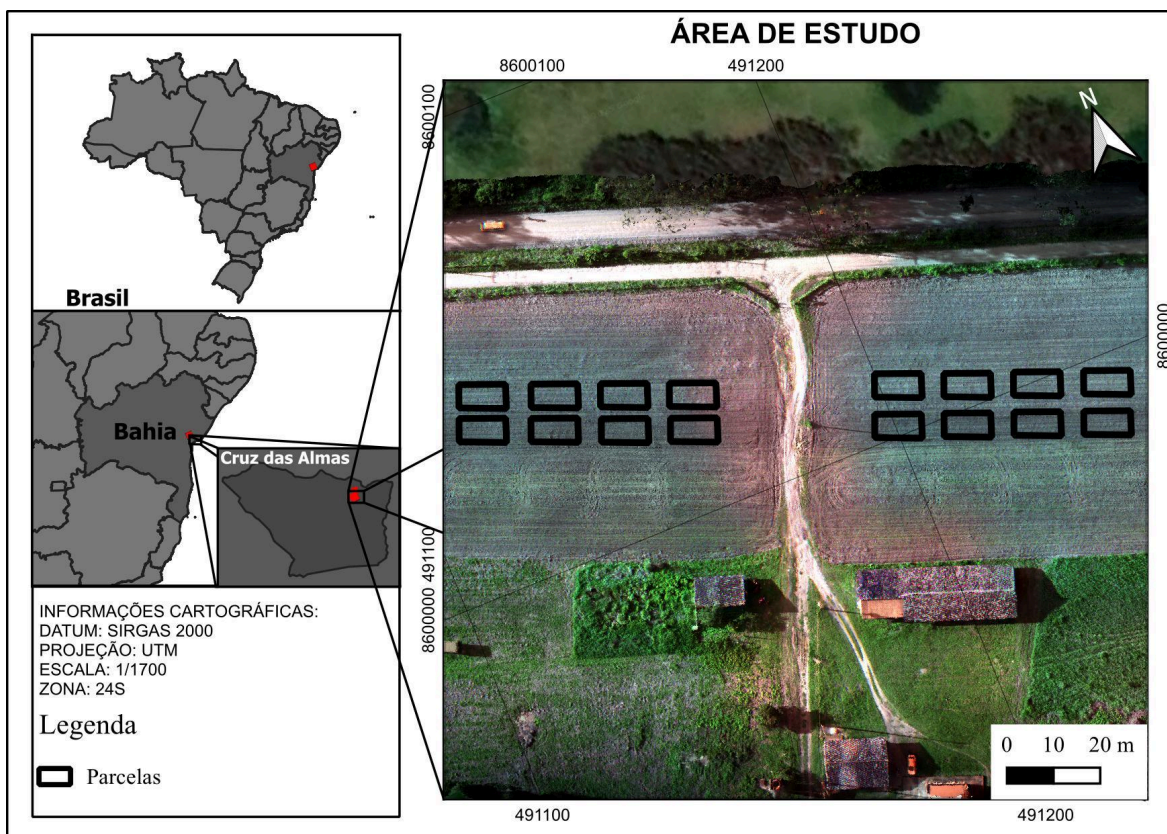 ÁREA DE ESTUDO
8600100
491200
8600100
N
Brasil
Bahia
Cruz das Almas
8600000
8600000 491100
INFORMAÇÕES CARTOGRÁFICAS:
DATUM: SIRGAS 2000
PROJEÇÃO: UTM
ESCALA: 1/1700
ZONA: 24S
Legenda
Parcelas
0 10 20 m
491100
491200